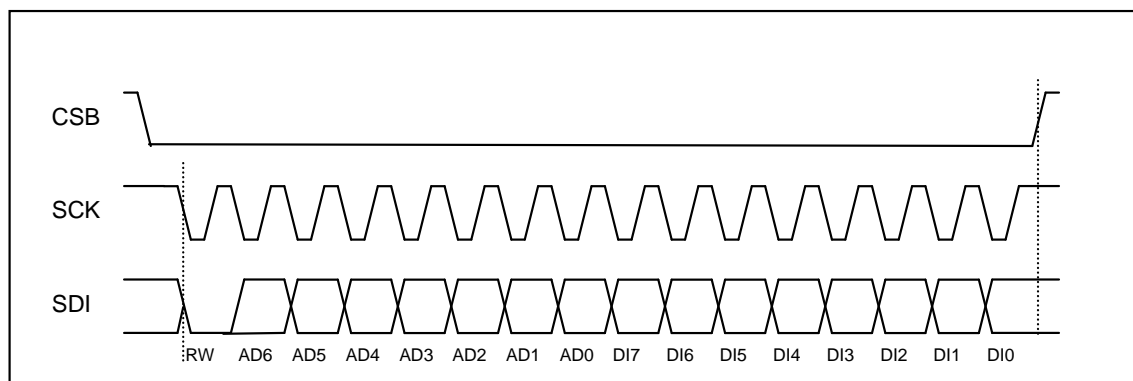 CSB
SCK
SDI
RW AD6 AD5 AD4 AD3 AD2 AD1 AD0 DI7 DI6 DI5 DI4 DI3 DI2 DI1 DI0